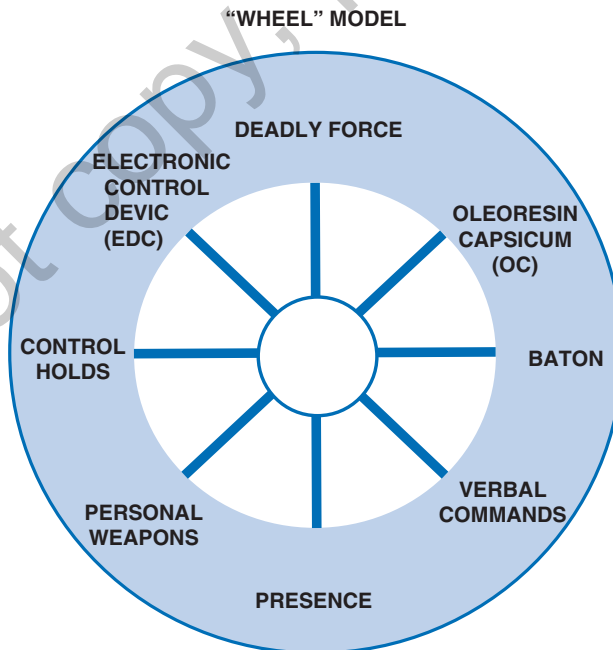 “WHEEL” MODEL
DEADLY FORCE
ELECTRONIC
CONTROL
DEVIC
(EDC)
OLEORESIN
CAPSICUM
(OC)
CONTROL
HOLDS
BATON
PERSONAL
WEAPONS
VERBAL
COMMANDS
PRESENCE
copy,